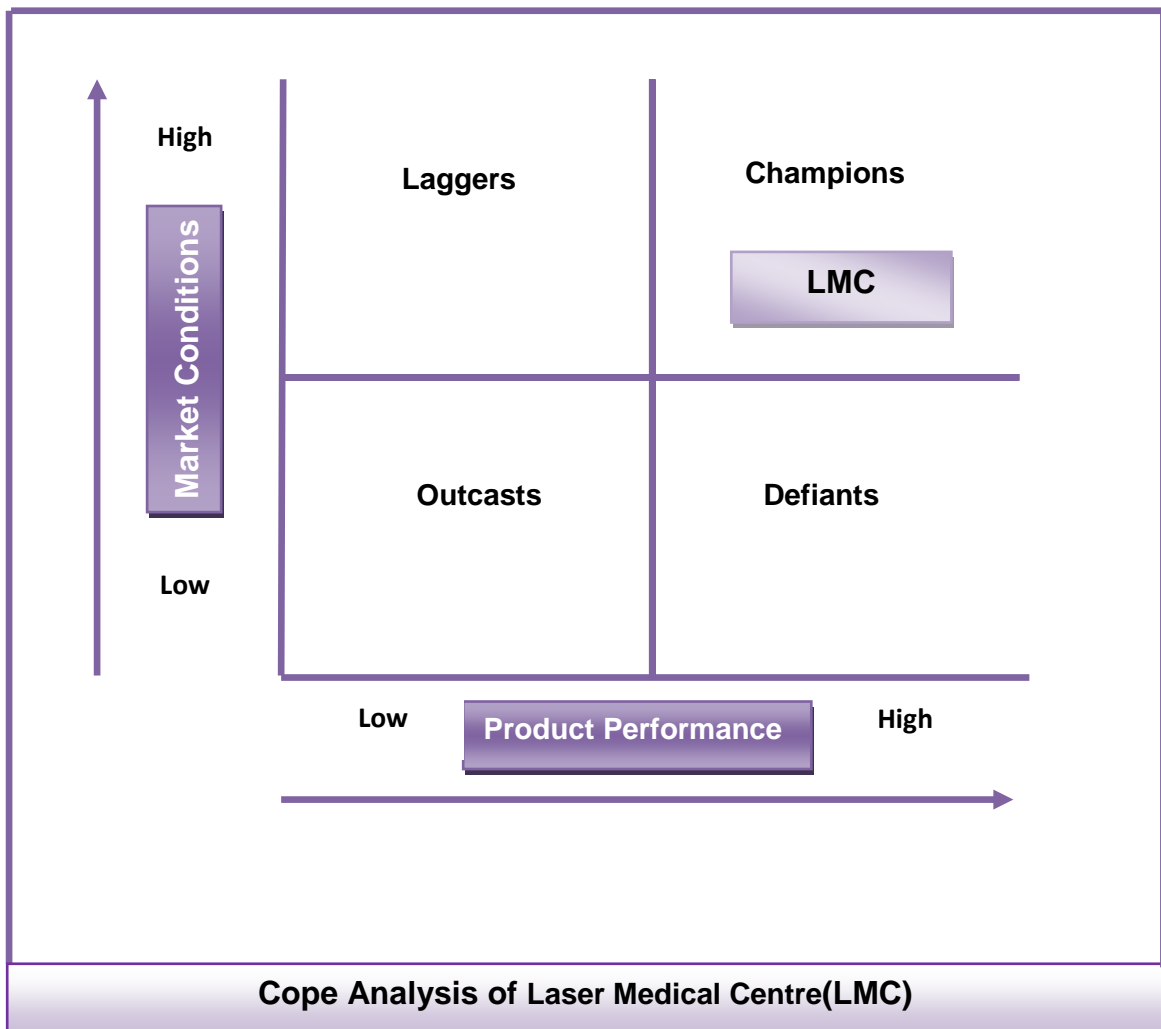 High
Laggers
Champions
Market Conditions
LMC
Outcasts
Defiants
Low
Low
Product Performance
High
Cope Analysis of Laser Medical Centre(LMC)